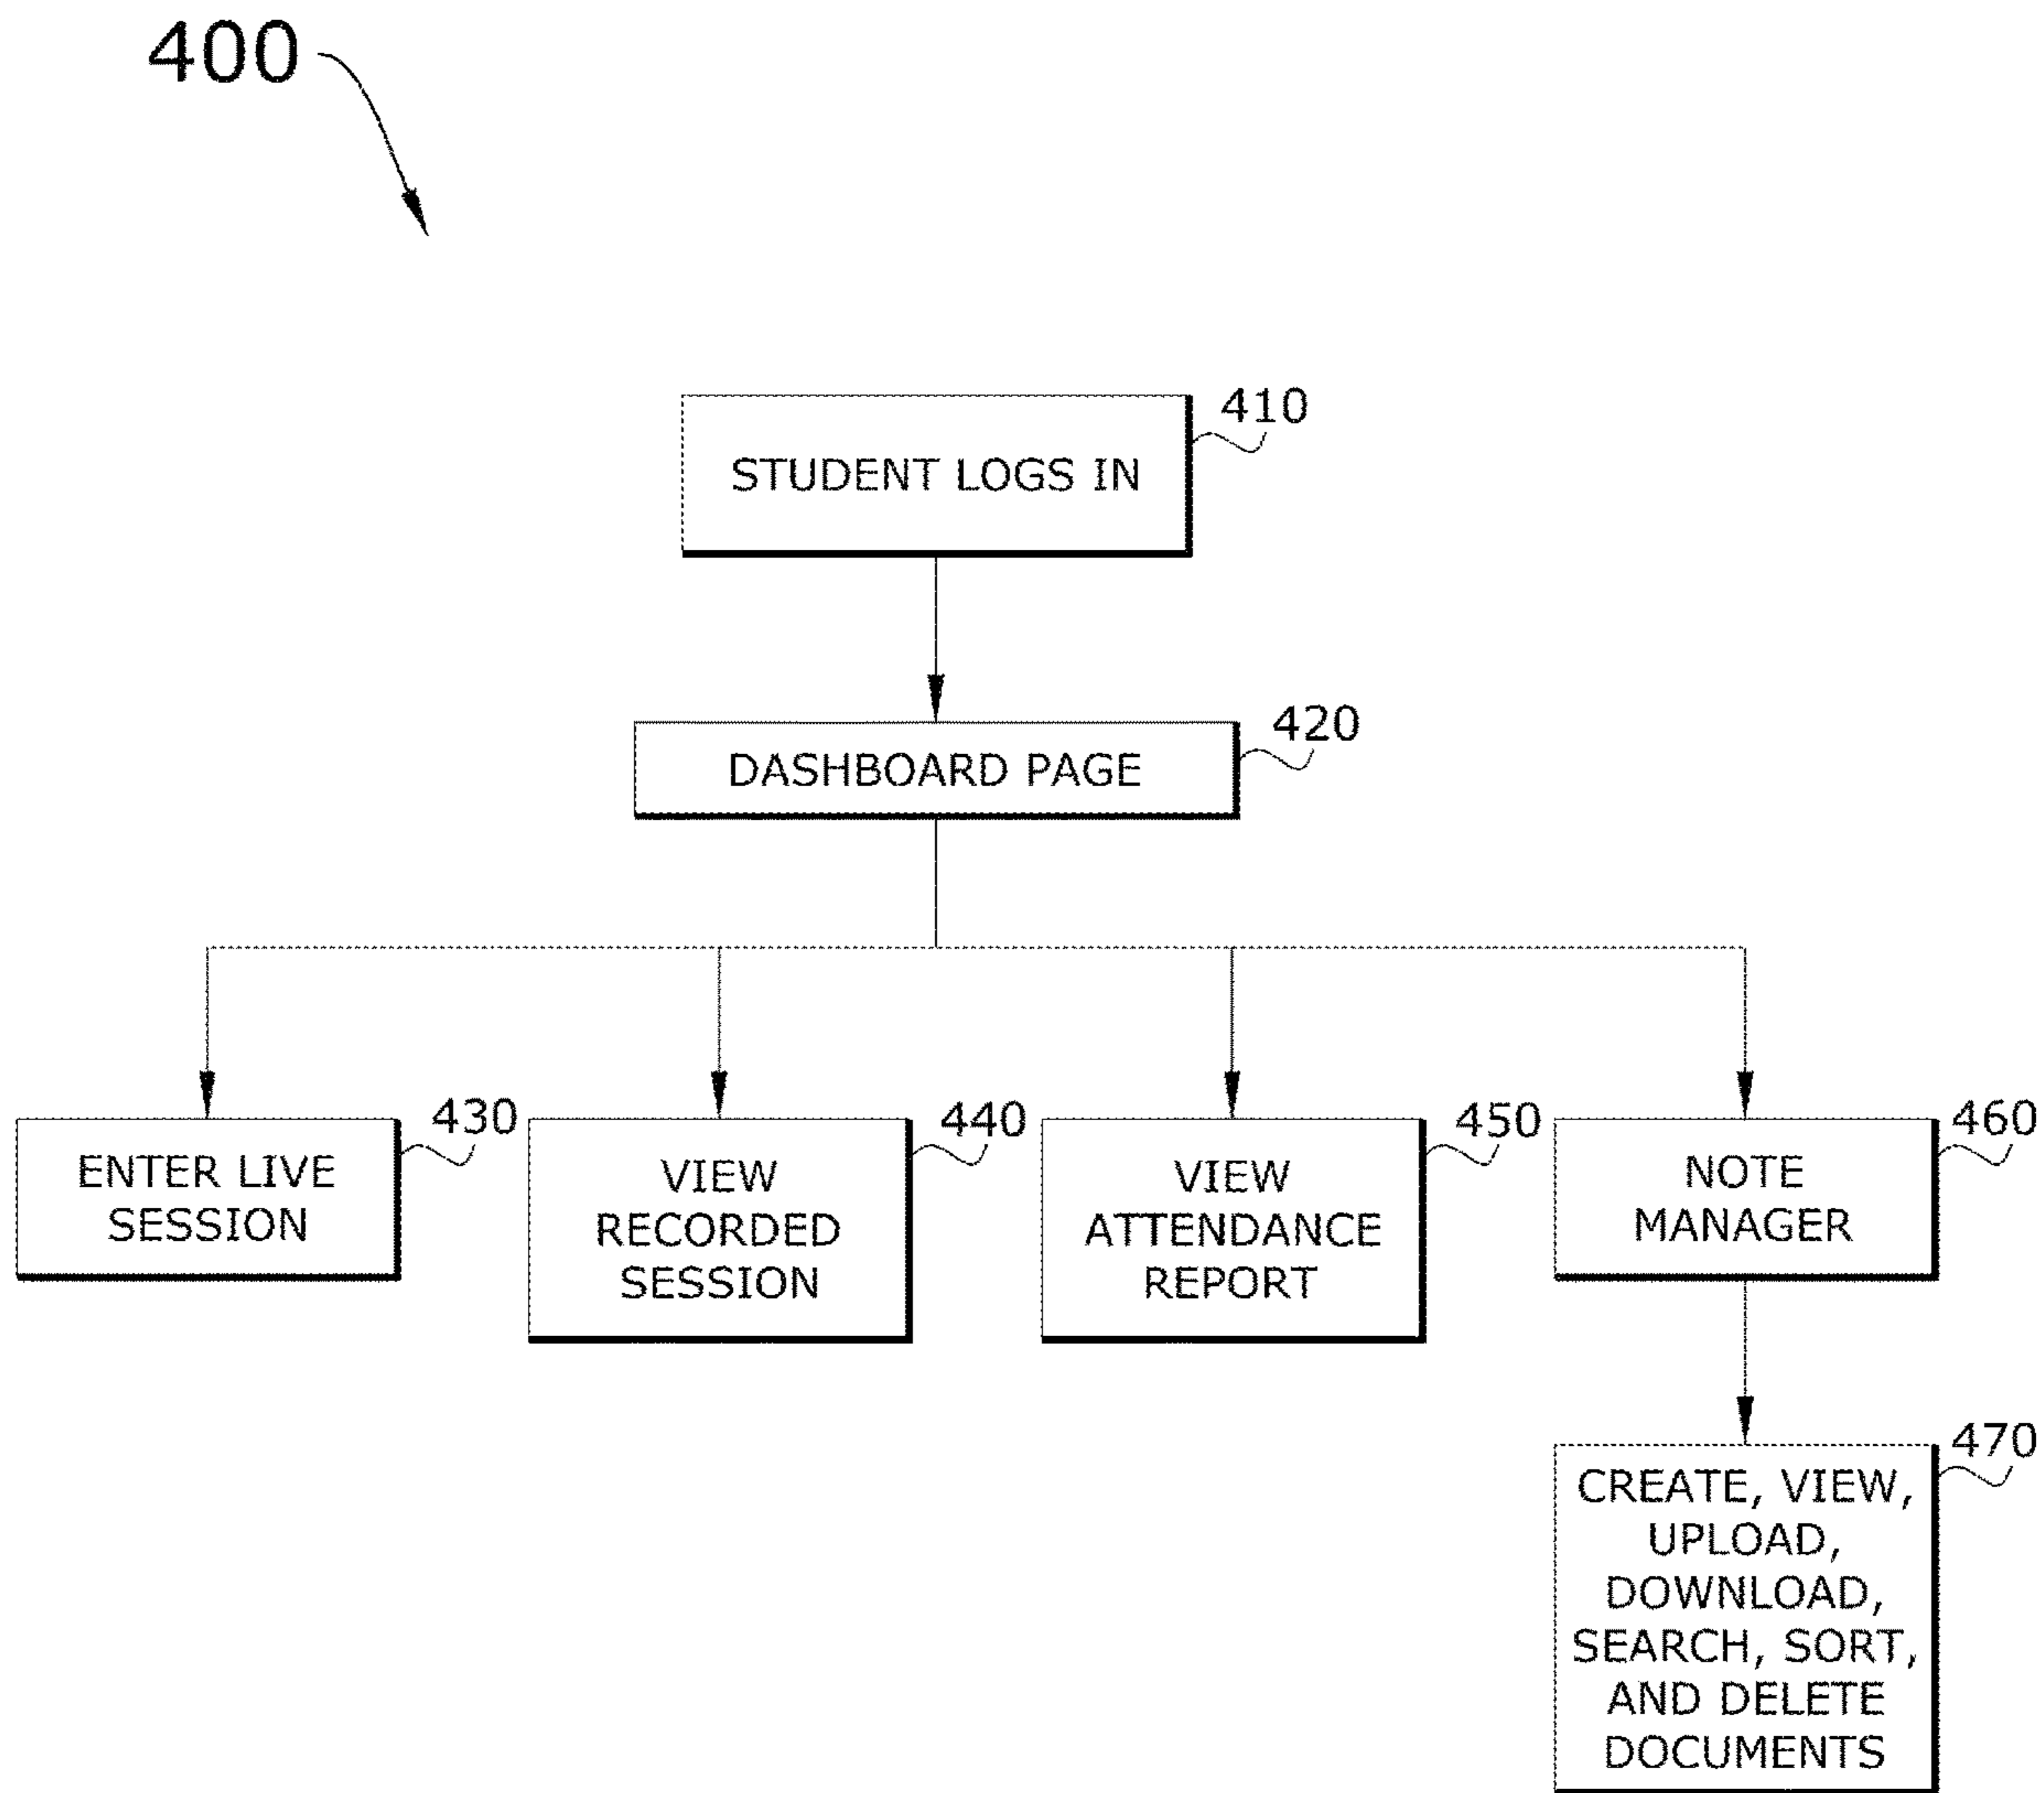 400
410
STUDENT LOGS IN
420
DASHBOARD PAGE
430
ENTER LIVE
SESSION
440
VIEW
RECORDED
SESSION
450
VIEW
ATTENDANCE
REPORT
460
NOTE
MANAGER
470
CREATE, VIEW,
UPLOAD,
DOWNLOAD,
SEARCH, SORT,
AND DELETE
DOCUMENTS